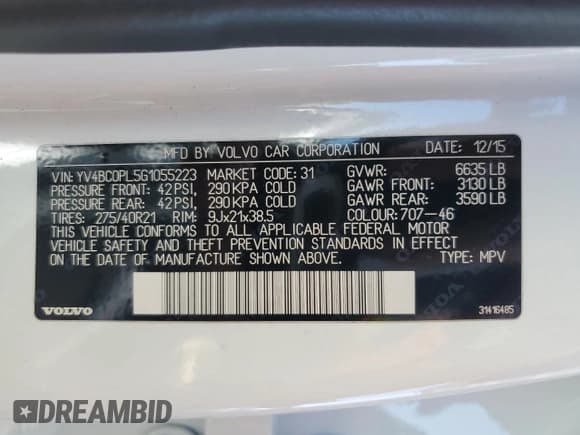 MFD BY VOLVO CAR CORPORATION DATE: 12/15
VIN: YV4BC0PL5G1055223 MARKET CODE: 31 GVWR: 6635 LB
PRESSURE FRONT: 42 PSI, 290 KPA COLD GAWR FRONT: 3130 LB
PRESSURE REAR: 42 PSI, 290 KPA COLD GAWR REAR: 3590 LB
TIRES: 275/40R21 RIM: 9Jx21x38.5 COLOUR: 707-46
THIS VEHICLE CONFORMS TO ALL APPLICABLE FEDERAL MOTOR
VEHICLE SAFETY AND THEFT PREVENTION STANDARDS IN EFFECT
ON THE DATE OF MANUFACTURE SHOWN ABOVE. TYPE: MPV
VOLVO 31416485
DREAMBID